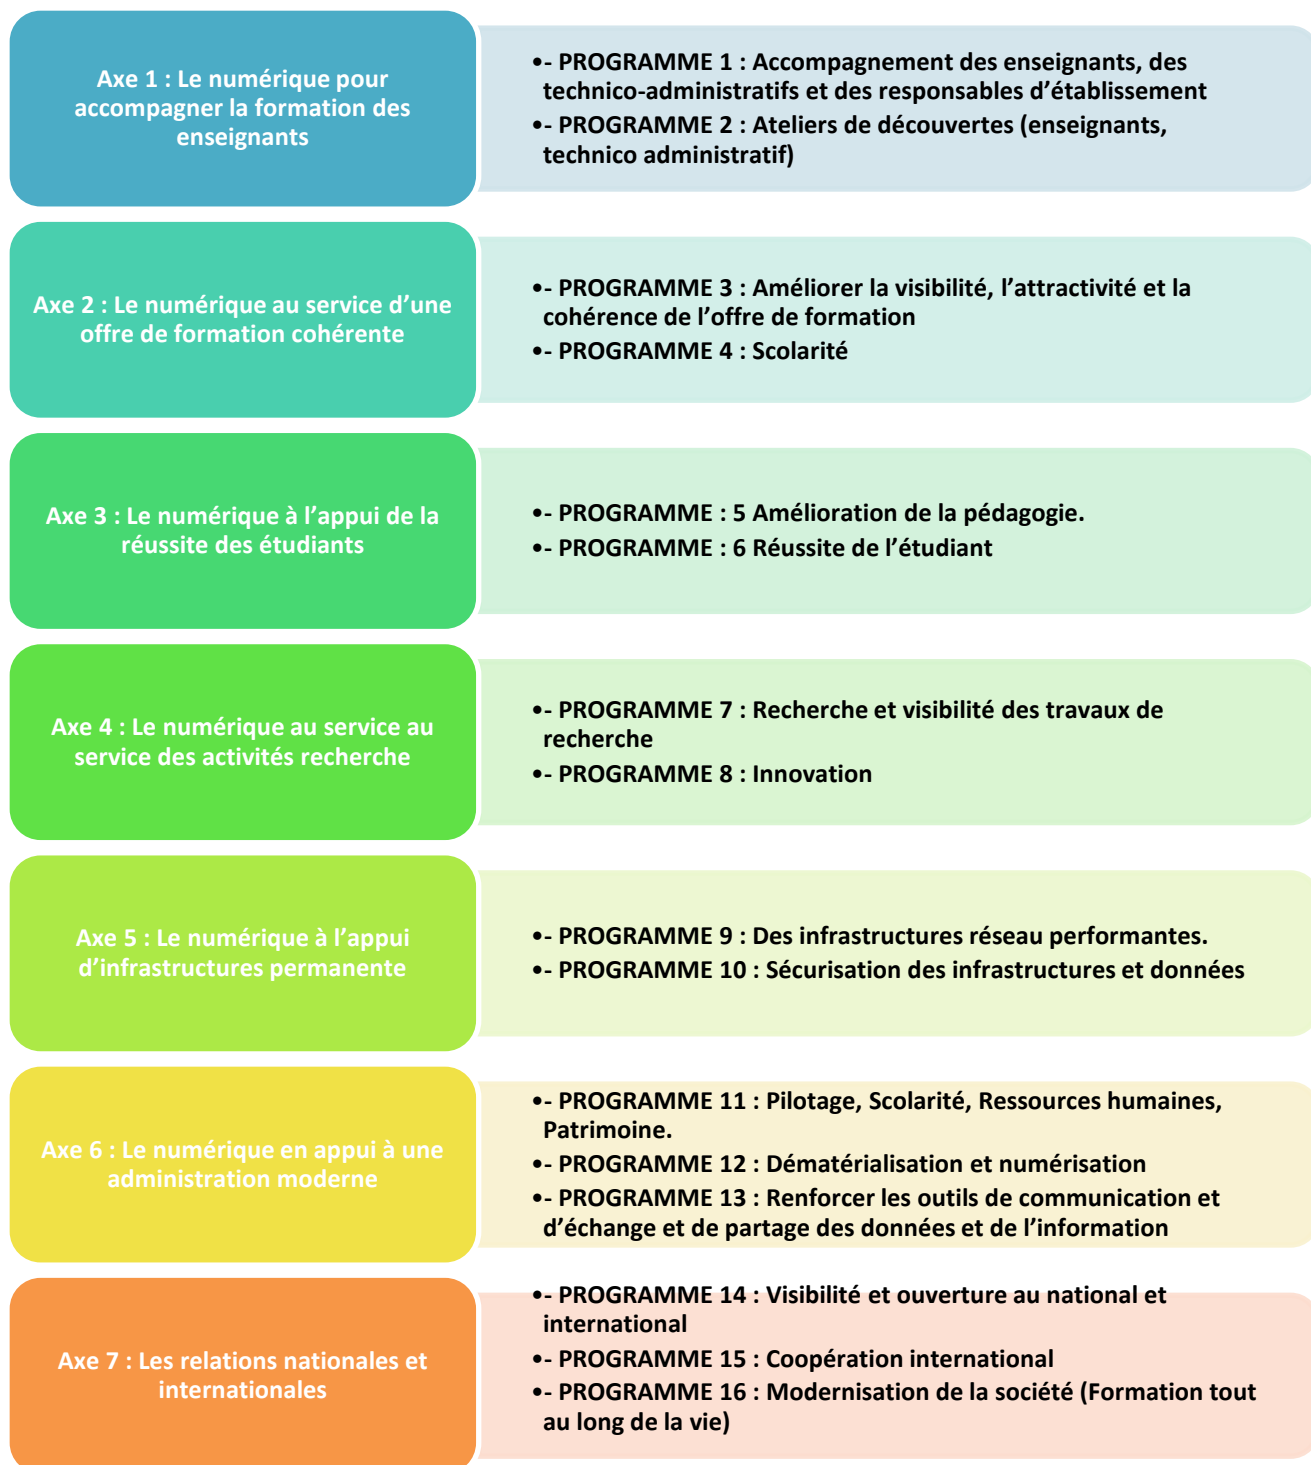 Axe 1 : Le numérique pour
accompagner la formation des
enseignants
•- PROGRAMME 1 : Accompagnement des enseignants, des
technico-administratifs et des responsables d’établissement
•- PROGRAMME 2 : Ateliers de découvertes (enseignants,
technico administratif)
Axe 2 : Le numérique au service d’une
offre de formation cohérente
•- PROGRAMME 3 : Améliorer la visibilité, l’attractivité et la
cohérence de l’offre de formation
•- PROGRAMME 4 : Scolarité
Axe 3 : Le numérique à l’appui de la
réussite des étudiants
•- PROGRAMME : 5 Amélioration de la pédagogie.
•- PROGRAMME : 6 Réussite de l’étudiant
Axe 4 : Le numérique au service au
service des activités recherche
•- PROGRAMME 7 : Recherche et visibilité des travaux de
recherche
•- PROGRAMME 8 : Innovation
Axe 5 : Le numérique à l’appui
d’infrastructures permanente
•- PROGRAMME 9 : Des infrastructures réseau performantes.
•- PROGRAMME 10 : Sécurisation des infrastructures et données
Axe 6 : Le numérique en appui à une
administration moderne
•- PROGRAMME 11 : Pilotage, Scolarité, Ressources humaines,
Patrimoine.
•- PROGRAMME 12 : Dématérialisation et numérisation
•- PROGRAMME 13 : Renforcer les outils de communication et
d’échange et de partage des données et de l’information
Axe 7 : Les relations nationales et
internationales
•- PROGRAMME 14 : Visibilité et ouverture au national et
international
•- PROGRAMME 15 : Coopération international
•- PROGRAMME 16 : Modernisation de la société (Formation tout
au long de la vie)